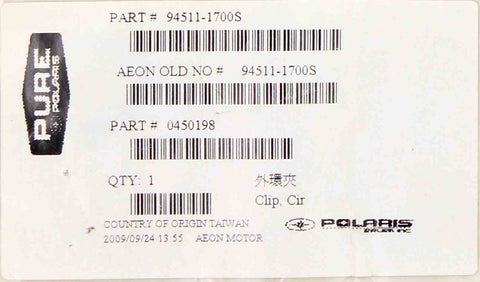 PURE
POLARIS
PART # 94511-1700S
AEON OLD NO # 94511-1700S
PART # 0450198
QTY: 1 外環夾
Clip, Cir
COUNTRY OF ORIGIN TAIWAN
2009/09/24 13:55 AEON MOTOR
POLARIS